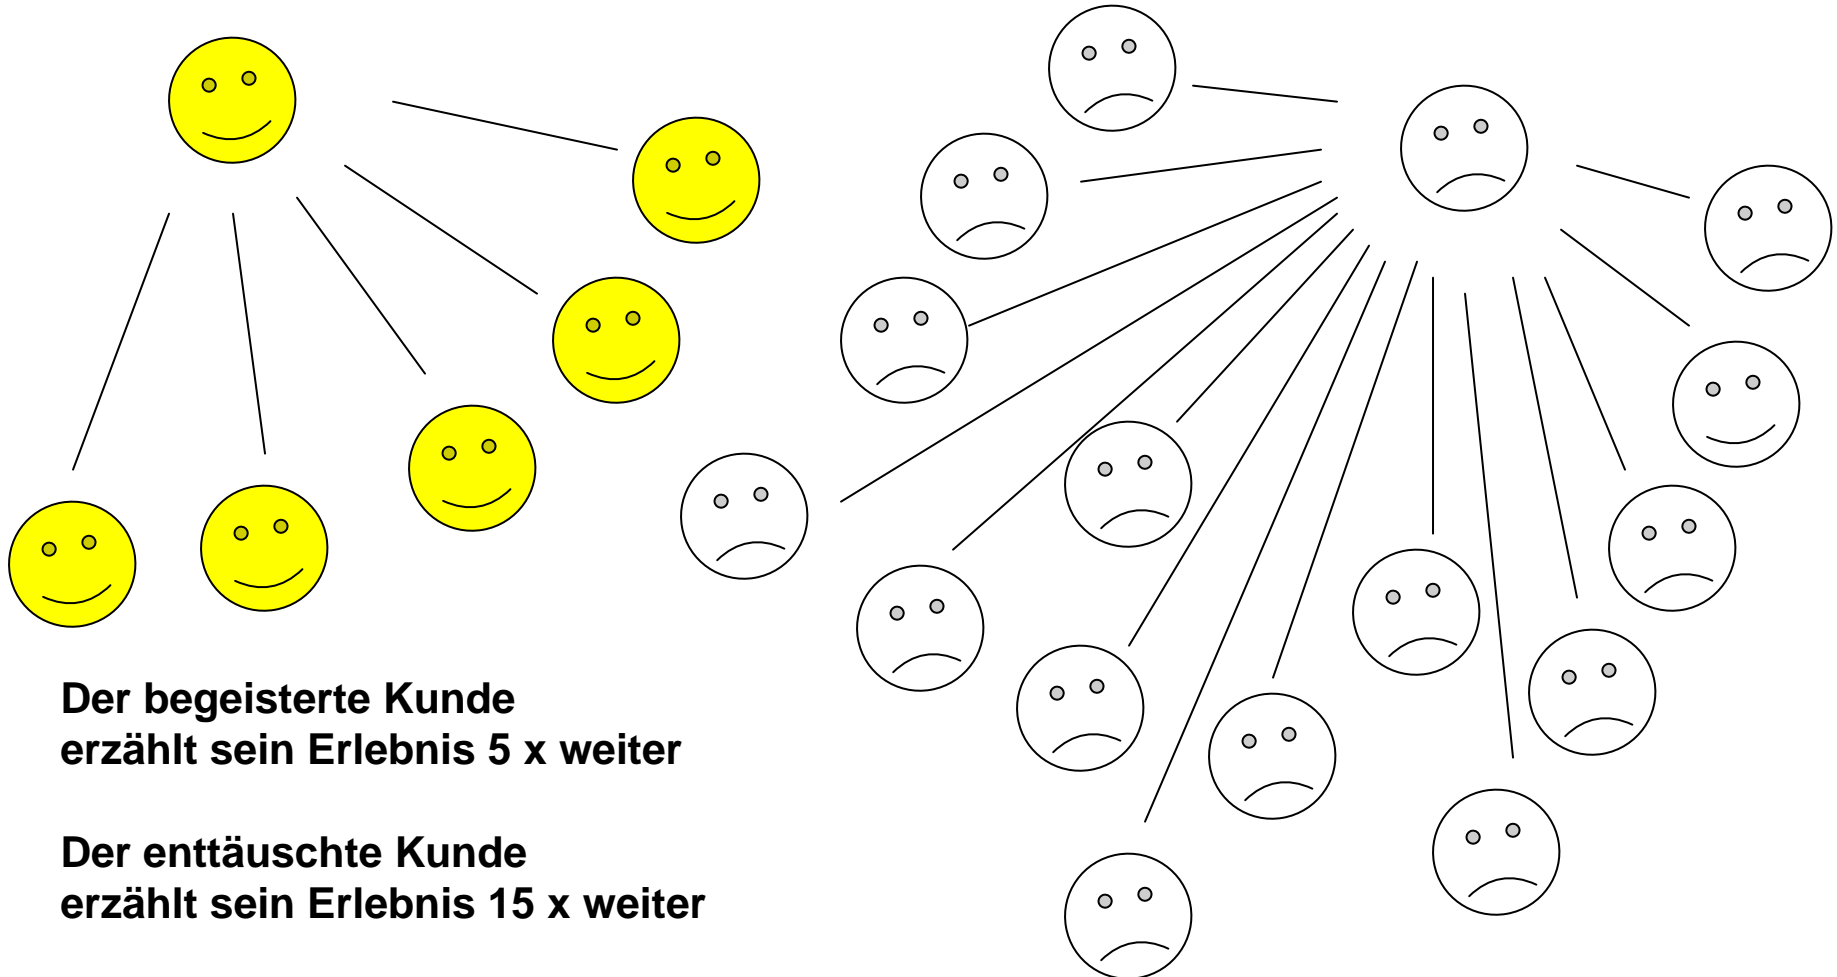 Der begeisterte Kunde
erzählt sein Erlebnis 5 x weiter
Der enttäuschte Kunde
erzählt sein Erlebnis 15 x weiter